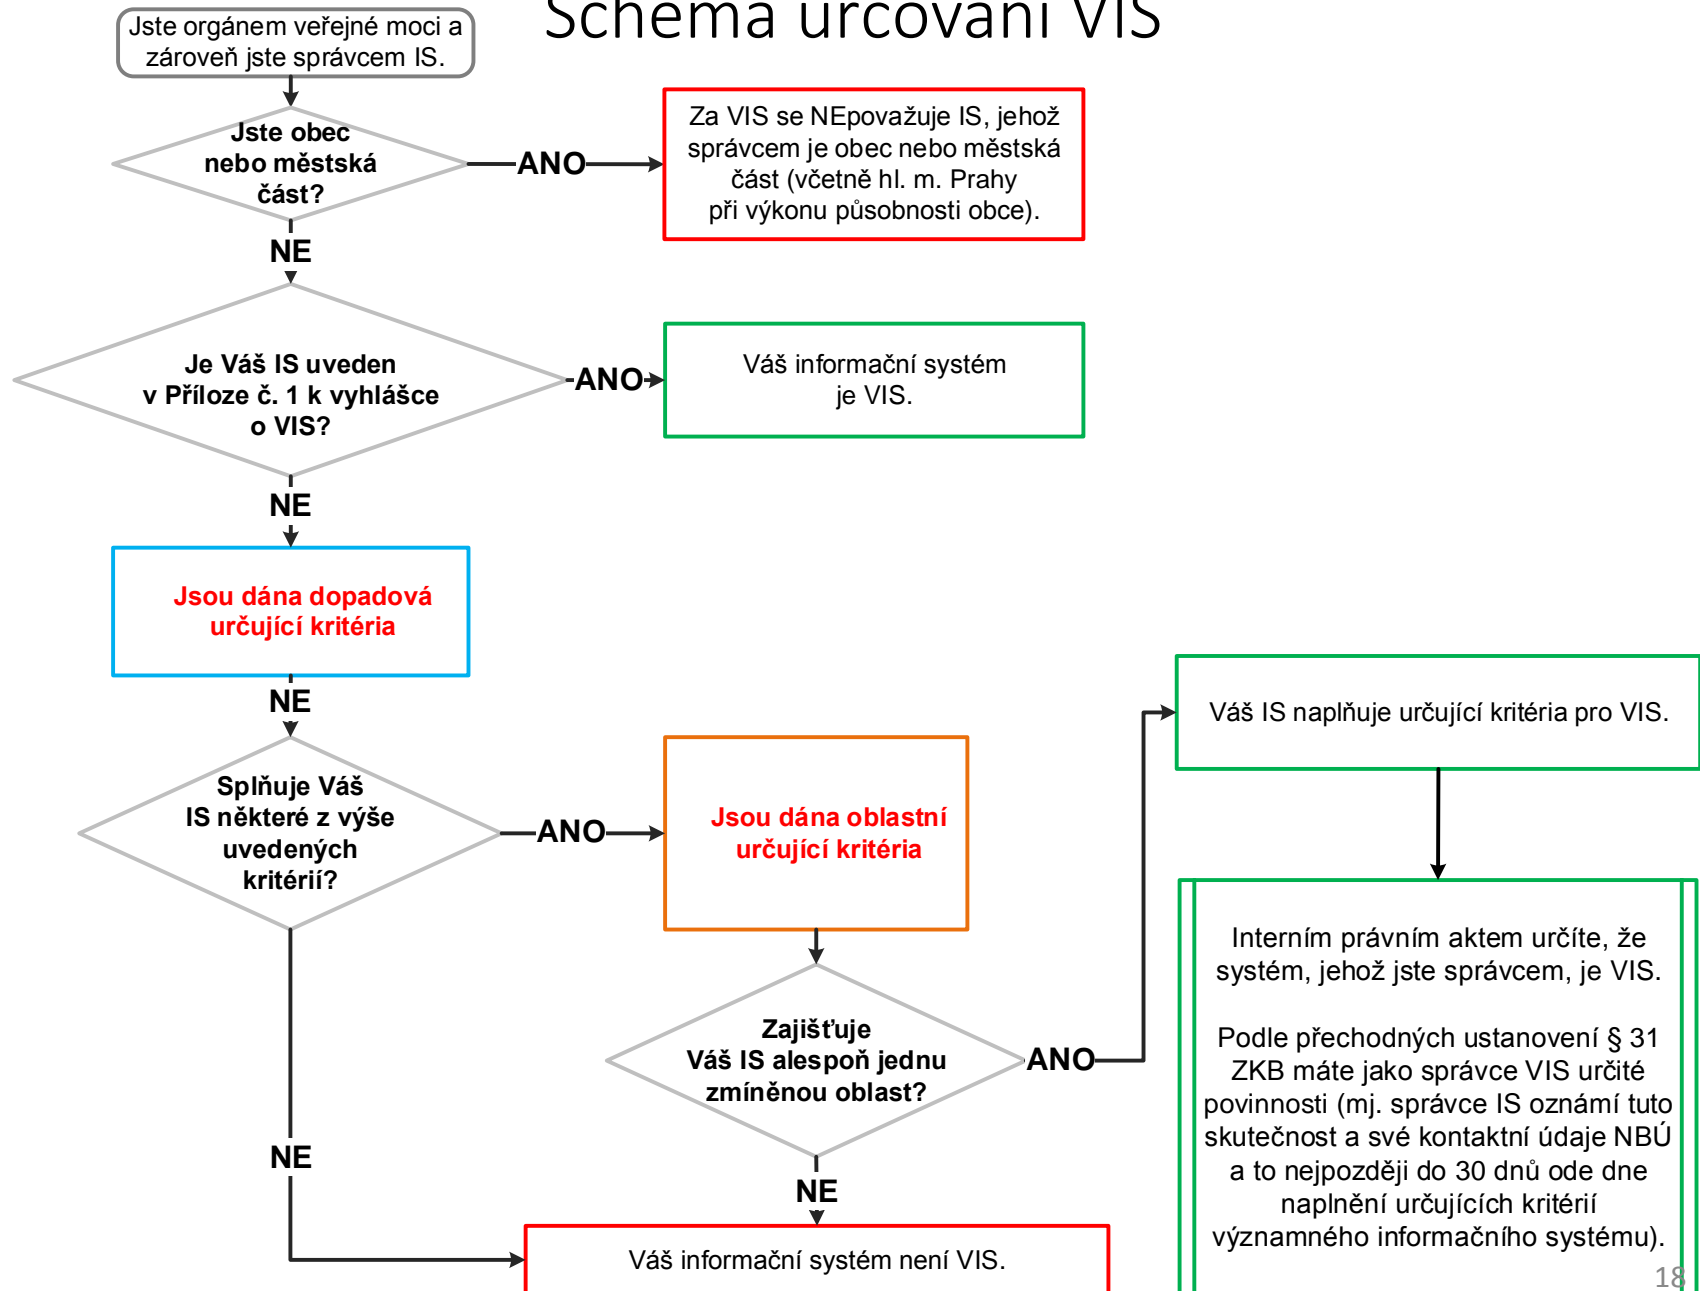 Schéma určování VIS
Jste orgánem veřejné moci a
zároveň jste správcem IS.
Jste obec
nebo městská
část?
ANO
Za VIS se NEpovažuje IS, jehož
správcem je obec nebo městská
část (včetně hl. m. Prahy
při výkonu působnosti obce).
NE
Je Váš IS uveden
v Příloze č. 1 k vyhlášce
o VIS?
ANO
Váš informační systém
je VIS.
NE
Jsou dána dopadová
určující kritéria
NE
Splňuje Váš
IS některé z výše
uvedených
kritérií?
ANO
Jsou dána oblastní
určující kritéria
Zajišťuje
Váš IS alespoň jednu
zmíněnou oblast?
ANO
Váš IS naplňuje určující kritéria pro VIS.
Interním právním aktem určíte, že
systém, jehož jste správcem, je VIS.
Podle přechodných ustanovení § 31
ZKB máte jako správce VIS určité
povinnosti (mj. správce IS oznámí tuto
skutečnost a své kontaktní údaje NBÚ
a to nejpozději do 30 dnů ode dne
naplnění určujících kritérií
významného informačního systému).
NE
NE
Váš informační systém není VIS.
18